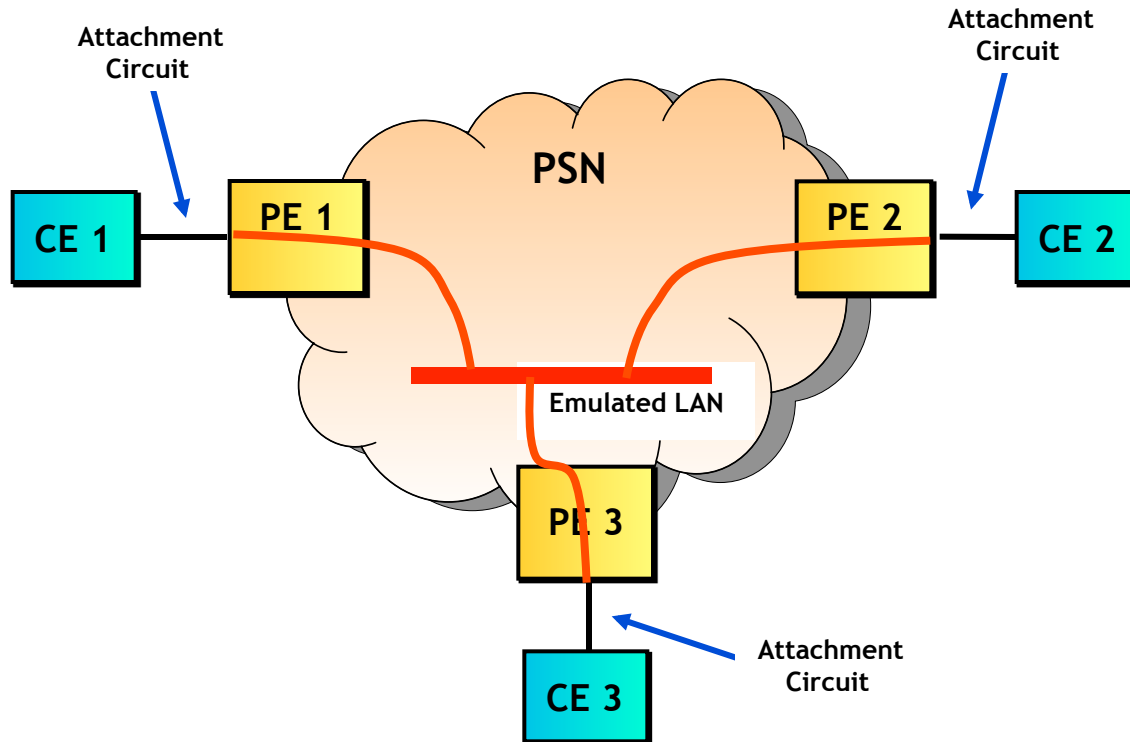 Attachment
Circuit
Attachment
Circuit
PSN
PE 1
PE 2
CE 1
CE 2
Emulated LAN
PE 3
Attachment
Circuit
CE 3